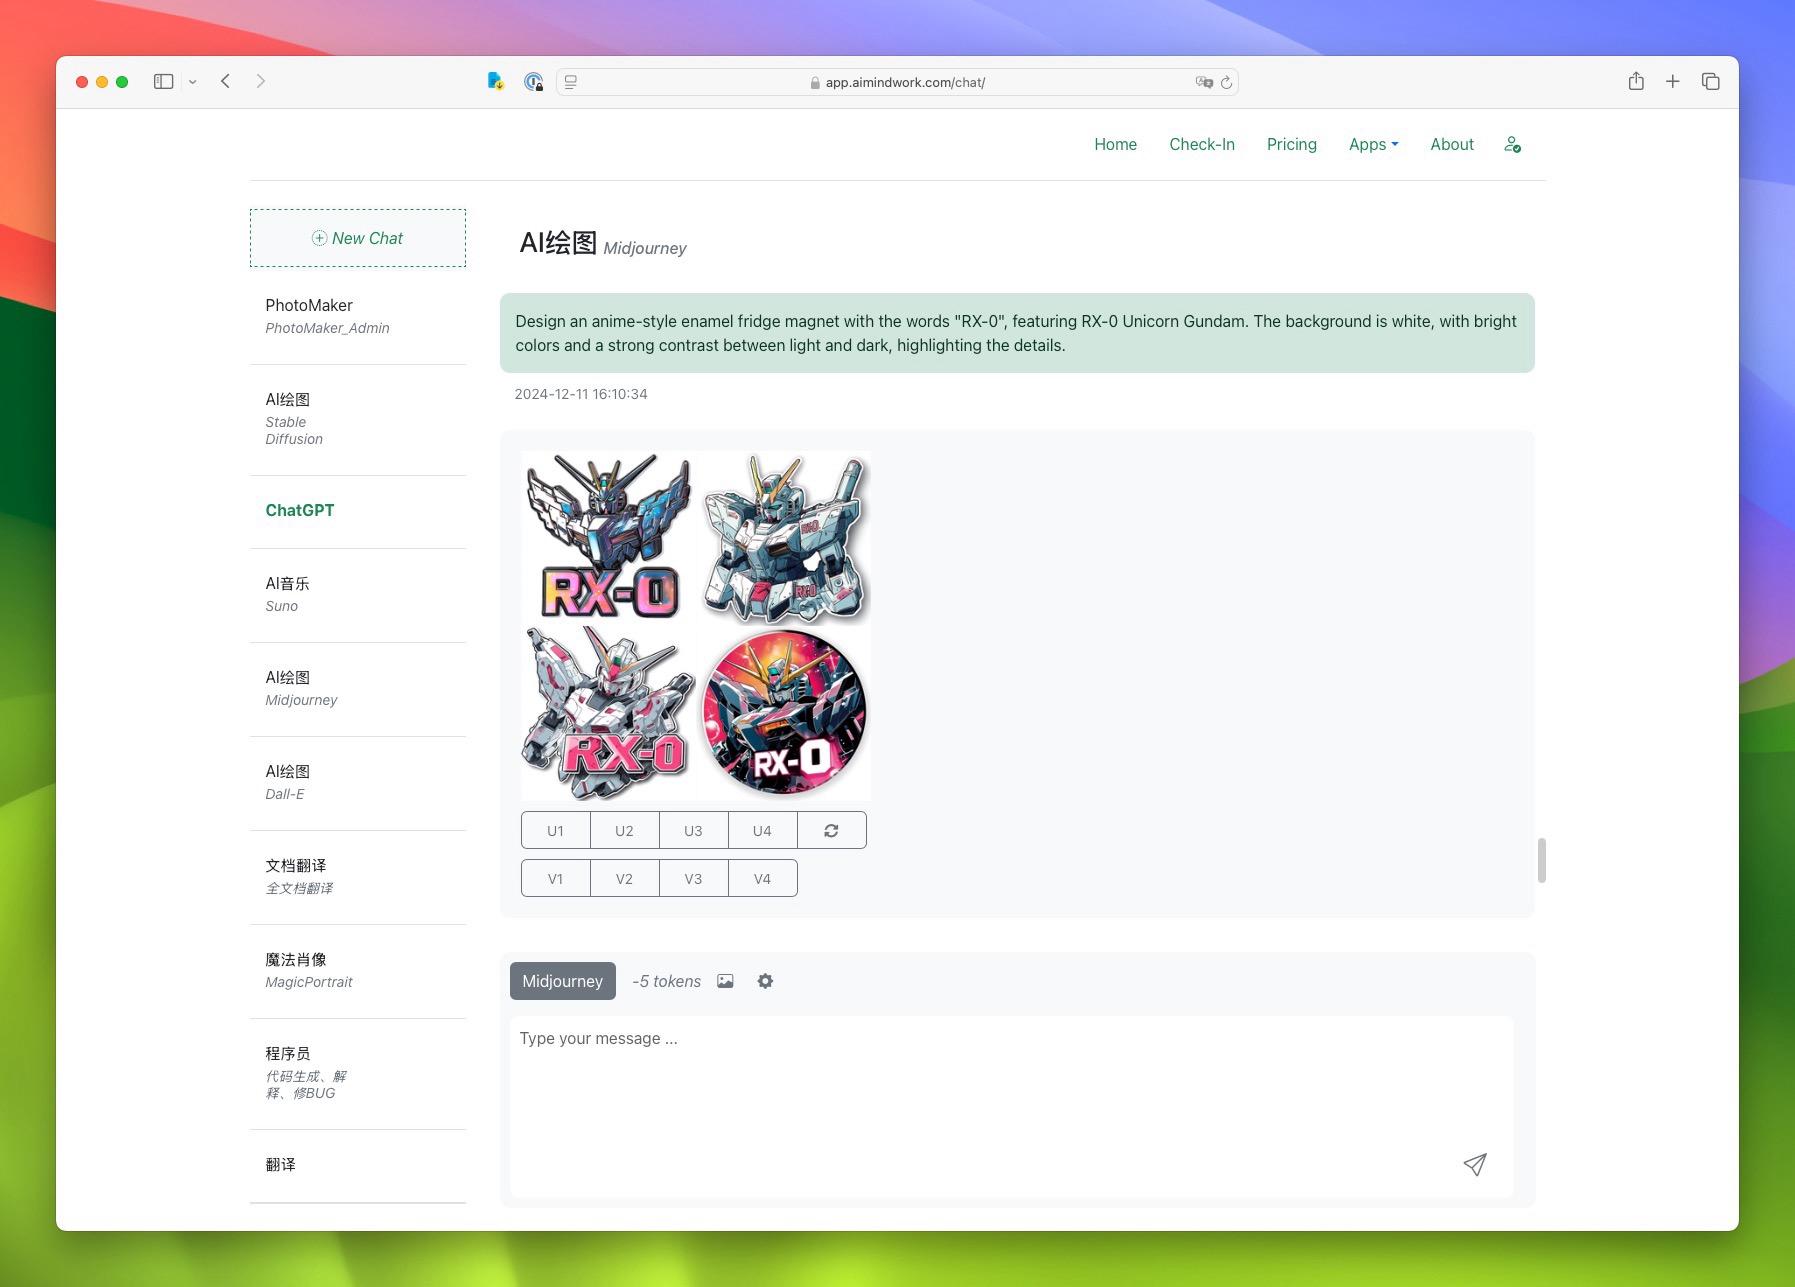 app.aimindwork.com/chat/
Home
Check-In
Pricing
Apps
About
New Chat
PhotoMaker
PhotoMaker_Admin
AI绘图
Stable
Diffusion
ChatGPT
AI音乐
Suno
AI绘图
Midjourney
AI绘图
Dall-E
文档翻译
全文档翻译
魔法肖像
MagicPortrait
程序员
代码生成、解
释、修BUG
翻译
AI绘图 Midjourney
Design an anime-style enamel fridge magnet with the words "RX-0", featuring RX-0 Unicorn Gundam. The background is white, with bright
colors and a strong contrast between light and dark, highlighting the details.
2024-12-11 16:10:34
RX-0
RX-0
RX-0
RX-0
RX-0
U1
U2
U3
U4
V1
V2
V3
V4
Midjourney
-5 tokens
Type your message ...